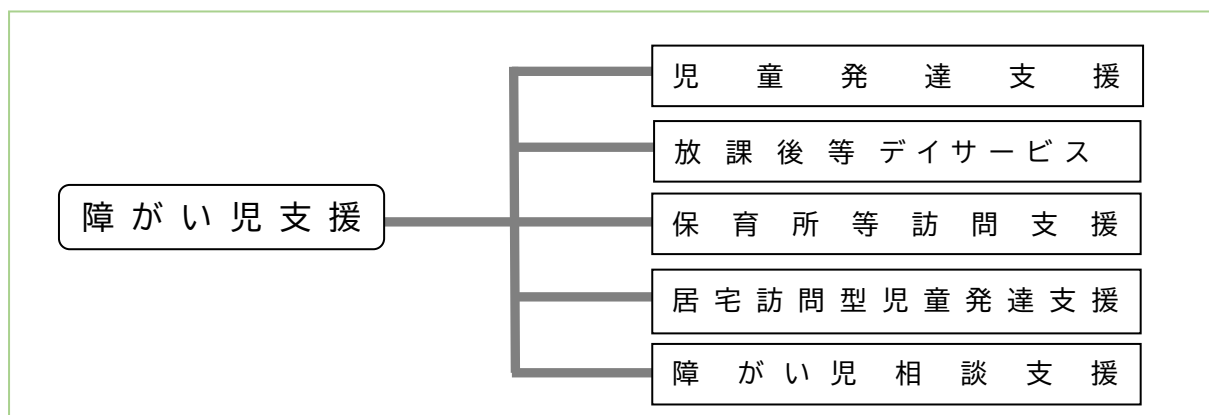 障がい児支援
児童発達支援
放課後等デイサービス
保育所等訪問支援
居宅訪問型児童発達支援
障がい児相談支援